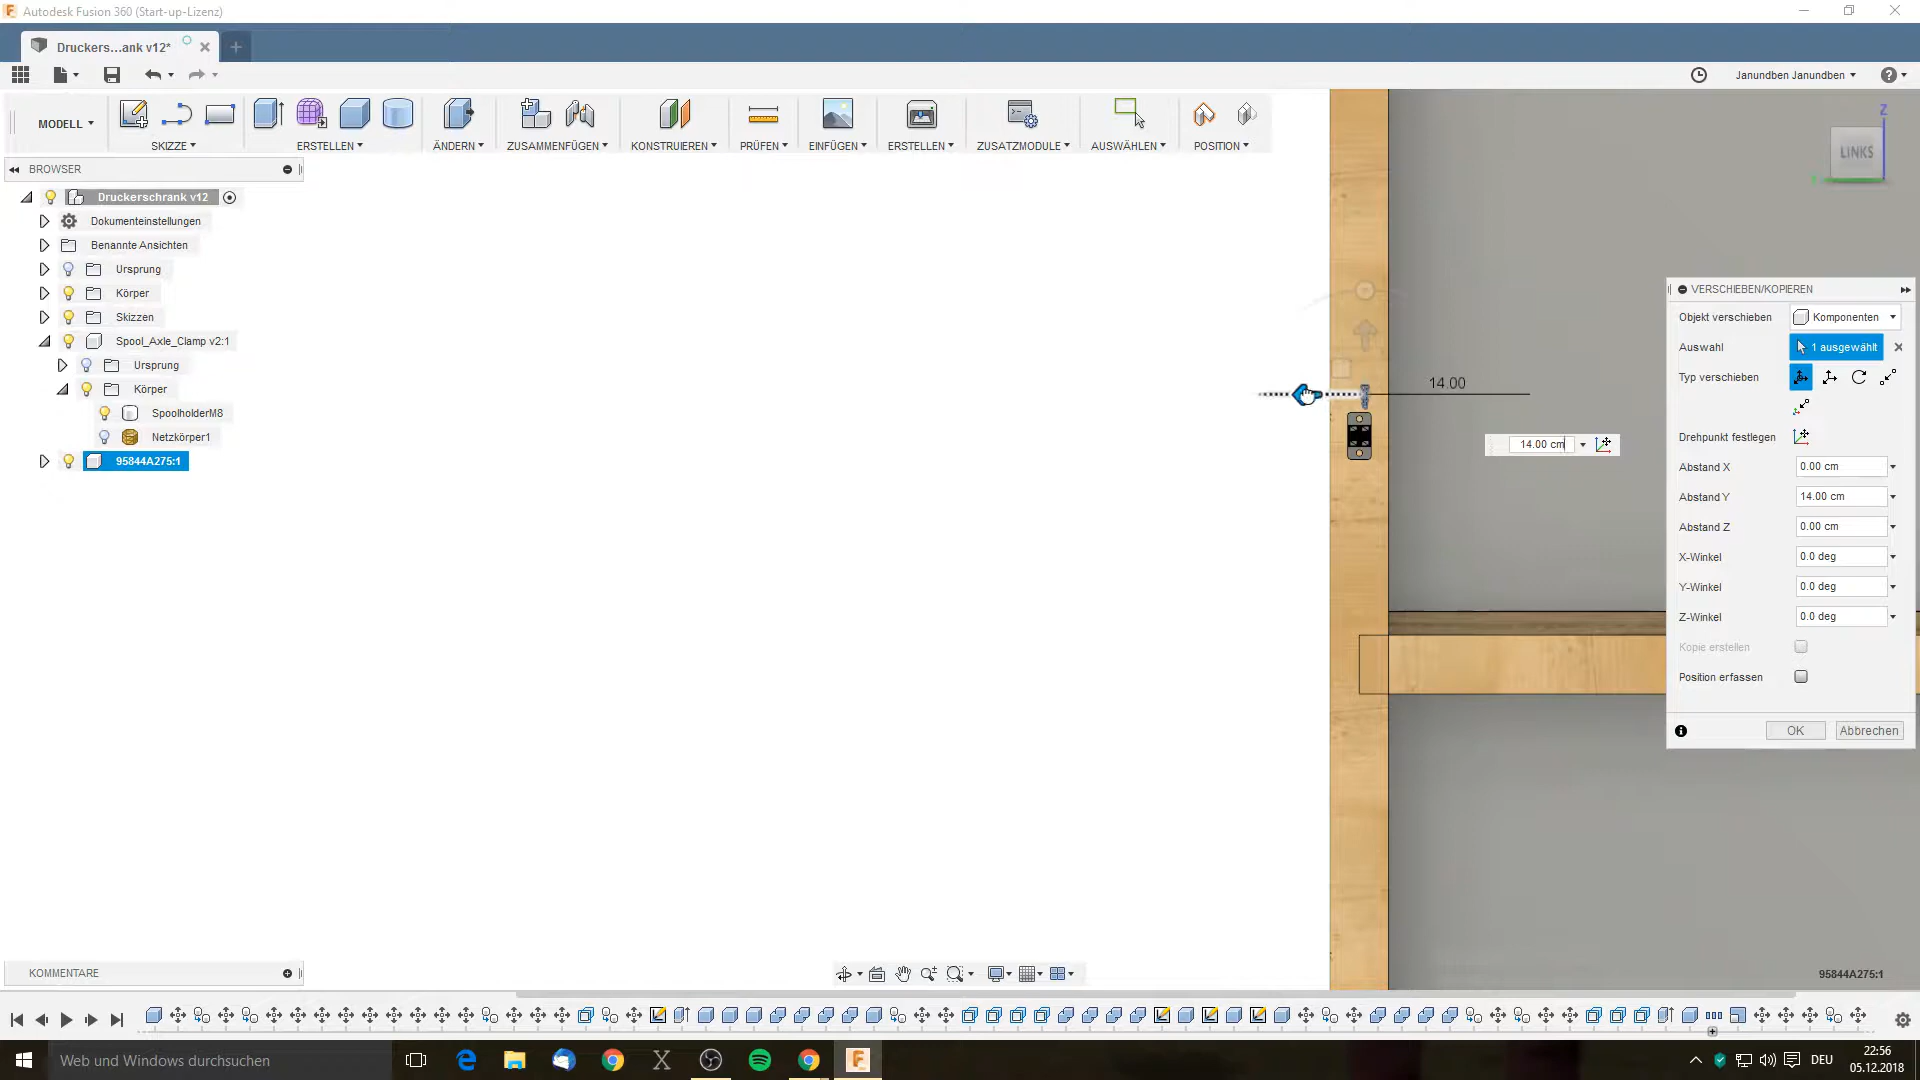 Autodesk Fusion 360 (Start-up-Lizenz)
Druckers...ank v12*
Janundben Janundben
MODELL
SKIZZE
ERSTELLEN
ÄNDERN
ZUSAMMENFÜGEN
KONSTRUIEREN
PRÜFEN
EINFÜGEN
ERSTELLEN
ZUSATZMODULE
AUSWÄHLEN
POSITION
Z
LINKS
BROWSER
Druckerschrank v12
Dokumenteinstellungen
Benannte Ansichten
Ursprung
Körper
Skizzen
Spool_Axle_Clamp v2:1
Ursprung
Körper
SpoolholderM8
Netzkörper1
95844A275:1
14.00
14.00 cm
VERSCHIEBEN/KOPIEREN
Objekt verschieben Komponenten
Auswahl 1 ausgewählt
Typ verschieben
Drehpunkt festlegen
Abstand X 0.00 cm
Abstand Y 14.00 cm
Abstand Z 0.00 cm
X-Winkel 0.0 deg
Y-Winkel 0.0 deg
Z-Winkel 0.0 deg
Kopie erstellen
Position erfassen
OK Abbrechen
KOMMENTARE
95844A275:1
Web und Windows durchsuchen
DEU
22:56
05.12.2018